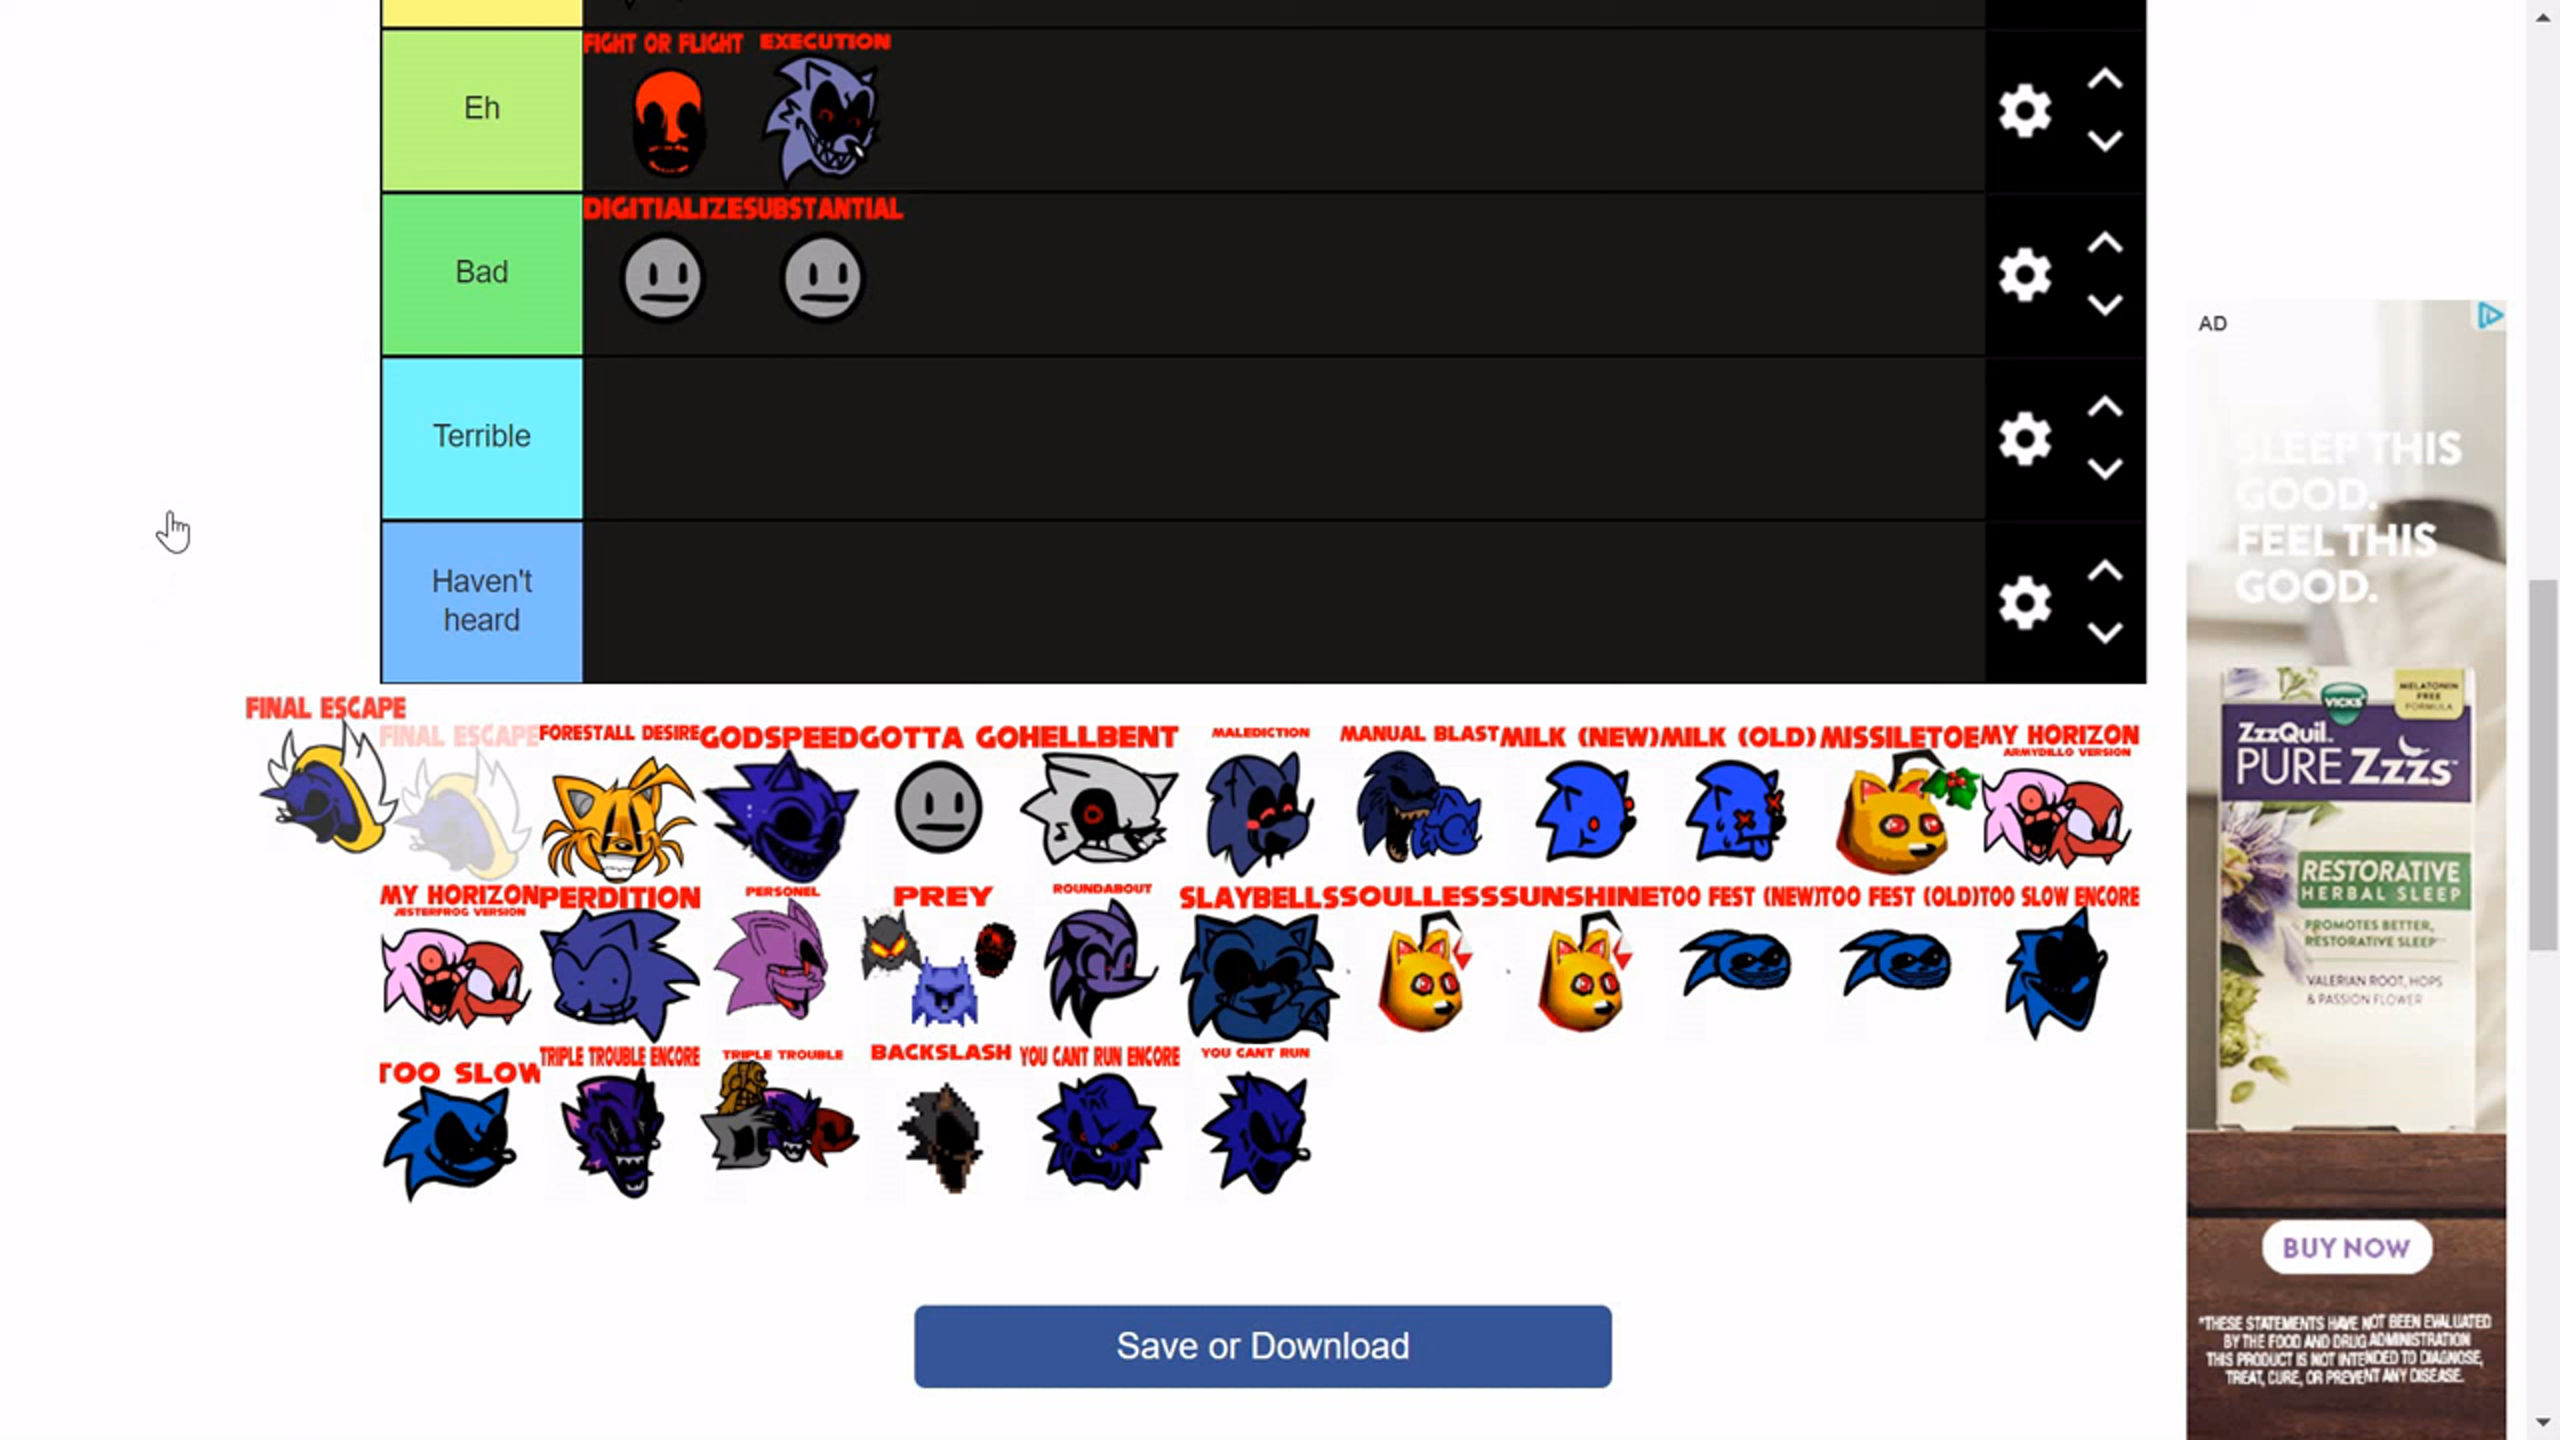 FIGHT OR FLIGHT EXECUTION
Eh
DIGITIALIZE SUBSTANTIAL
Bad
Terrible
Haven't
heard
AD
SLEEP THIS
GOOD.
FEEL THIS
GOOD.
VICKS
MELATONIN
FREE
FORMULA
ZzzQuil
PURE Zzzs
RESTORATIVE
HERBAL SLEEP
PROMOTES BETTER,
RESTORATIVE SLEEP
VALERIAN ROOT, HOPS
& PASSION FLOWER
BUY NOW
*THESE STATEMENTS HAVE NOT BEEN EVALUATED
BY THE FOOD AND DRUG ADMINISTRATION
THIS PRODUCT IS NOT INTENDED TO DIAGNOSE,
TREAT, CURE, OR PREVENT ANY DISEASE.
FINAL ESCAPE
FINAL ESCAPE FORESTALL DESIRE GODSPEED GOTTA GO HELLBENT MALEDICTION MANUAL BLAST MILK (NEW) MILK (OLD) MISSILETOE MY HORIZON
ARMYDILLO VERSION
MY HORIZON PERDITION PERSONEL PREY ROUNDABOUT SLAYBELLS SOULLESS SUNSHINE TOO FEST (NEW) TOO FEST (OLD) TOO SLOW ENCORE
JESTERFROG VERSION
TOO SLOW TRIPLE TROUBLE ENCORE TRIPLE TROUBLE BACKSLASH YOU CANT RUN ENCORE YOU CANT RUN
Save or Download